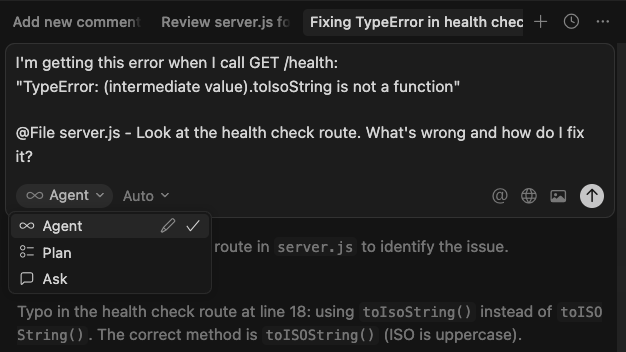 Add new comment Review server.js fo Fixing TypeError in health chec
I'm getting this error when I call GET /health:
"TypeError: (intermediate value).toIsoString is not a function"
@File server.js - Look at the health check route. What's wrong and how do I fix
it?
Agent Auto
Agent
route in server.js to identify the issue.
Plan
Ask
Typo in the health check route at line 18: using toIsoString() instead of toISO
String(). The correct method is toISOString() (ISO is uppercase).